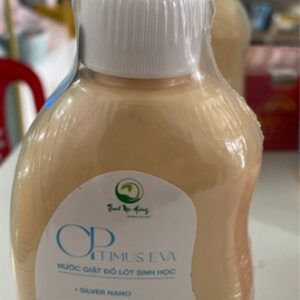 OPTIMUS EVA
NƯỚC GIẶT ĐỒ LÓT SINH HỌC
• SILVER NANO